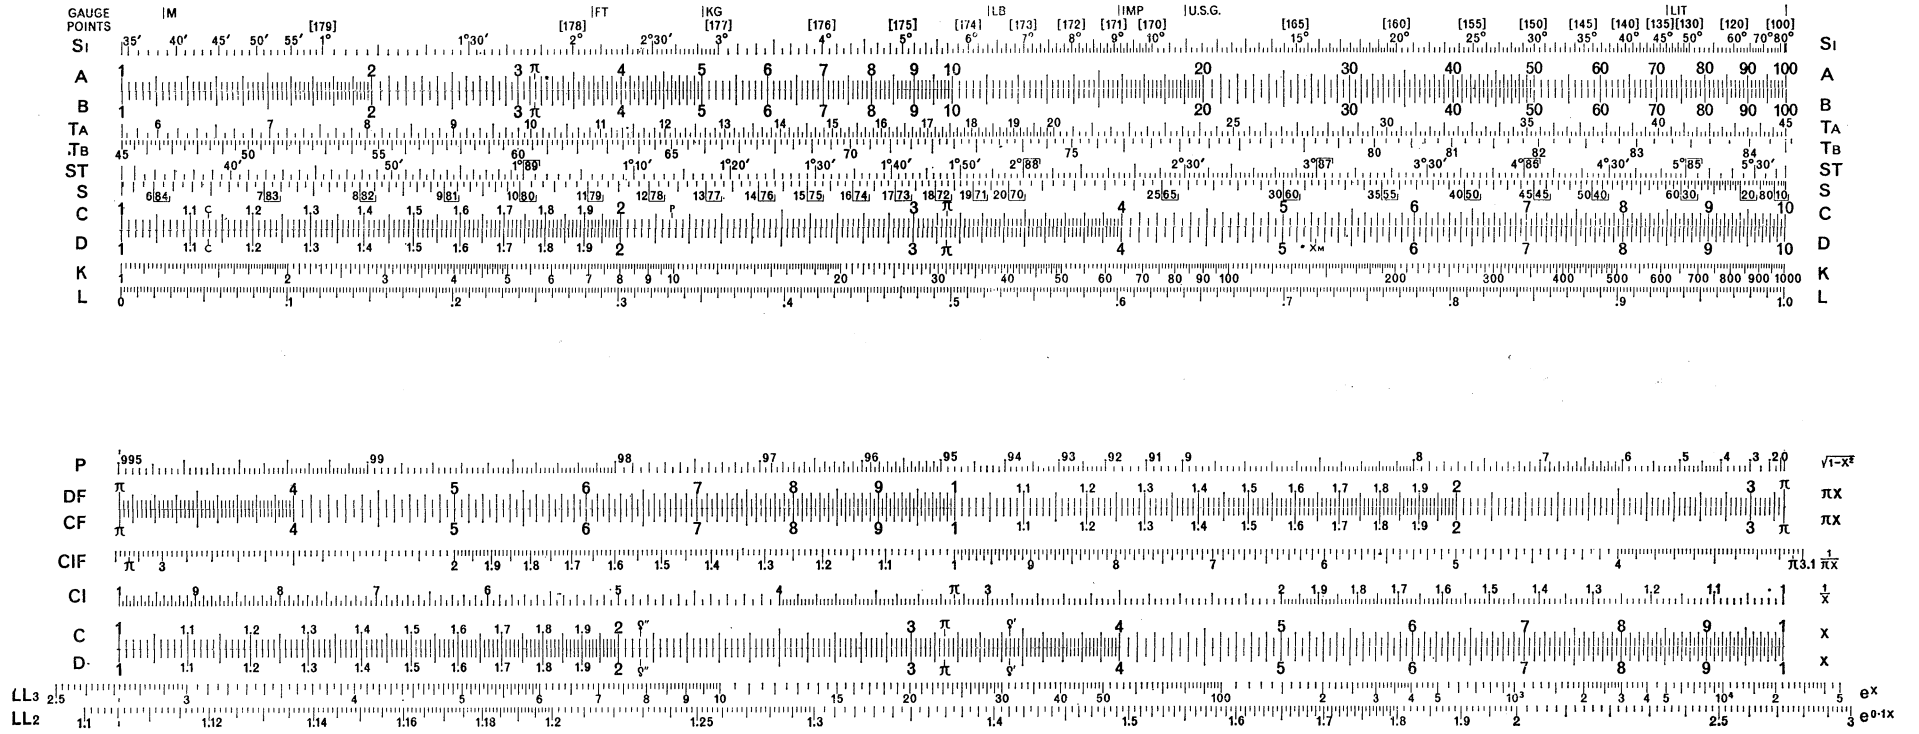 GAUGE POINTS M FT KG LB IMP U.S.G. LIT
[179] [178] [177] [176] [175] [174] [173] [172] [171] [170] [165] [160] [155] [150] [145] [140] [135] [130] [120] [100]
S1 35′ 40′ 45′ 50′ 55′ 1° 1°30′ 2° 2°30′ 3° 4° 5° 6° 7° 8° 9° 10° 15° 20° 25° 30° 35° 40° 45° 50° 60° 70° 80° S1
A 1 2 3 π 4 5 6 7 8 9 10 20 30 40 50 60 70 80 90 100 A
B 1 2 3 π 4 5 6 7 8 9 10 20 30 40 50 60 70 80 90 100 B
TA 6 7 8 9 10 11 12 13 14 15 16 17 18 19 20 25 30 35 40 45 TA
TB 45 50 55 60 65 70 75 80 81 82 83 84 TB
ST 40′ 50′ 1° 89 1°10′ 1°20′ 1°30′ 1°40′ 1°50′ 2° 88 2°30′ 3° 87 3°30′ 4° 86 4°30′ 5° 85 5°30′ ST
S 6 84 7 83 8 82 9 81 10 80 11 79 12 78 13 77 14 76 15 75 16 74 17 73 18 72 19 71 20 70 25 65 30 60 35 55 40 50 45 45 50 40 60 30 20 80 10 S
C 1 1.1 C 1.2 1.3 1.4 1.5 1.6 1.7 1.8 1.9 2 P 3 π 4 5 6 7 8 9 10 C
D 1 1.1 C 1.2 1.3 1.4 1.5 1.6 1.7 1.8 1.9 2 3 π 4 5 XM 6 7 8 9 10 D
K 1 2 3 4 5 6 7 8 9 10 20 30 40 50 60 70 80 90 100 200 300 400 500 600 700 800 900 1000 K
L 0 .1 .2 .3 .4 .5 .6 .7 .8 .9 1.0 L
P .995 .99 .98 .97 .96 .95 .94 .93 .92 .91 .9 .8 .7 .6 .5 .4 .3 .2 0 √1-X²
DF π 4 5 6 7 8 9 1 1.1 1.2 1.3 1.4 1.5 1.6 1.7 1.8 1.9 2 3 π πX
CF π 4 5 6 7 8 9 1 1.1 1.2 1.3 1.4 1.5 1.6 1.7 1.8 1.9 2 3 π πX
CIF π 3 2 1.9 1.8 1.7 1.6 1.5 1.4 1.3 1.2 1.1 1 9 8 7 6 5 4 π 3.1 1/πX
CI 1 9 8 7 6 5 4 π 3 2 1.9 1.8 1.7 1.6 1.5 1.4 1.3 1.2 1.1 1 1/X
C 1 1.1 1.2 1.3 1.4 1.5 1.6 1.7 1.8 1.9 2 ϱ″ 3 π ϱ′ 4 5 6 7 8 9 1 X
D 1 1.1 1.2 1.3 1.4 1.5 1.6 1.7 1.8 1.9 2 ϱ″ 3 π ϱ′ 4 5 6 7 8 9 1 X
LL3 2.5 3 4 5 6 7 8 9 10 15 20 30 40 50 100 2 3 4 5 10³ 2 3 4 5 10⁴ 2 5 eˣ
LL2 1.1 1.12 1.14 1.16 1.18 1.2 1.25 1.3 1.4 1.5 1.6 1.7 1.8 1.9 2 2.5 3 e⁰·¹ˣ